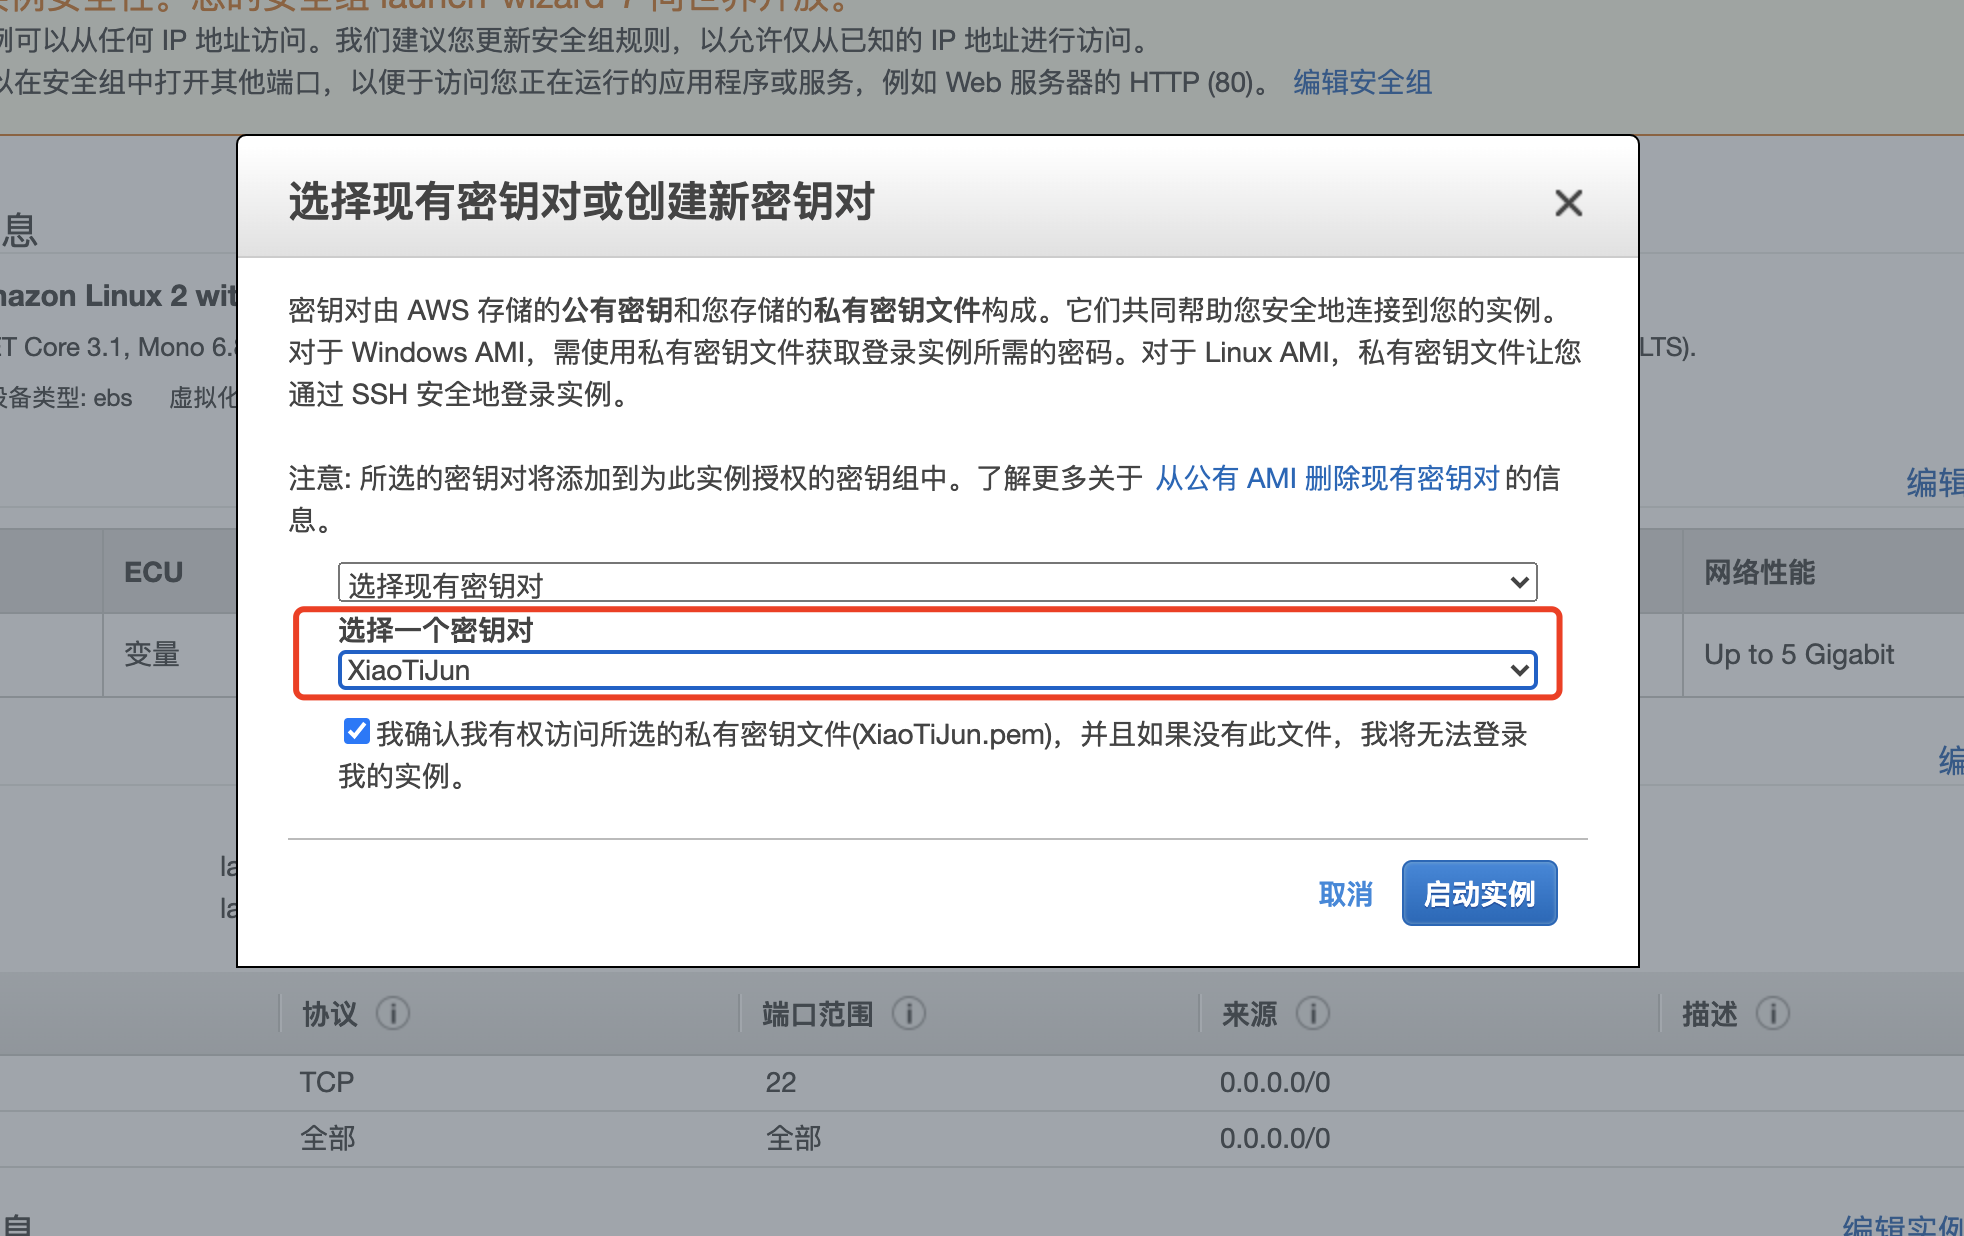 您的安全组 launch-wizard-7 向世界开放。
例可以从任何 IP 地址访问。我们建议您更新安全组规则，以允许仅从已知的 IP 地址进行访问。
以在安全组中打开其他端口，以便于访问您正在运行的应用程序或服务，例如 Web 服务器的 HTTP (80)。 编辑安全组
选择现有密钥对或创建新密钥对
息
mazon Linux 2 wit
密钥对由 AWS 存储的公有密钥和您存储的私有密钥文件构成。它们共同帮助您安全地连接到您的实例。
ET Core 3.1, Mono 6.8
对于 Windows AMI，需使用私有密钥文件获取登录实例所需的密码。对于 Linux AMI，私有密钥文件让您
LTS).
设备类型: ebs 虚拟化
通过 SSH 安全地登录实例。
注意: 所选的密钥对将添加到为此实例授权的密钥组中。了解更多关于 从公有 AMI 删除现有密钥对 的信
息。
编辑
选择现有密钥对
ECU
网络性能
选择一个密钥对
XiaoTiJun
变量
Up to 5 Gigabit
我确认我有权访问所选的私有密钥文件(XiaoTiJun.pem)，并且如果没有此文件，我将无法登录
我的实例。
编
la
la
取消 启动实例
协议 端口范围 来源 描述
TCP 22 0.0.0.0/0
全部 全部 0.0.0.0/0
编辑实例